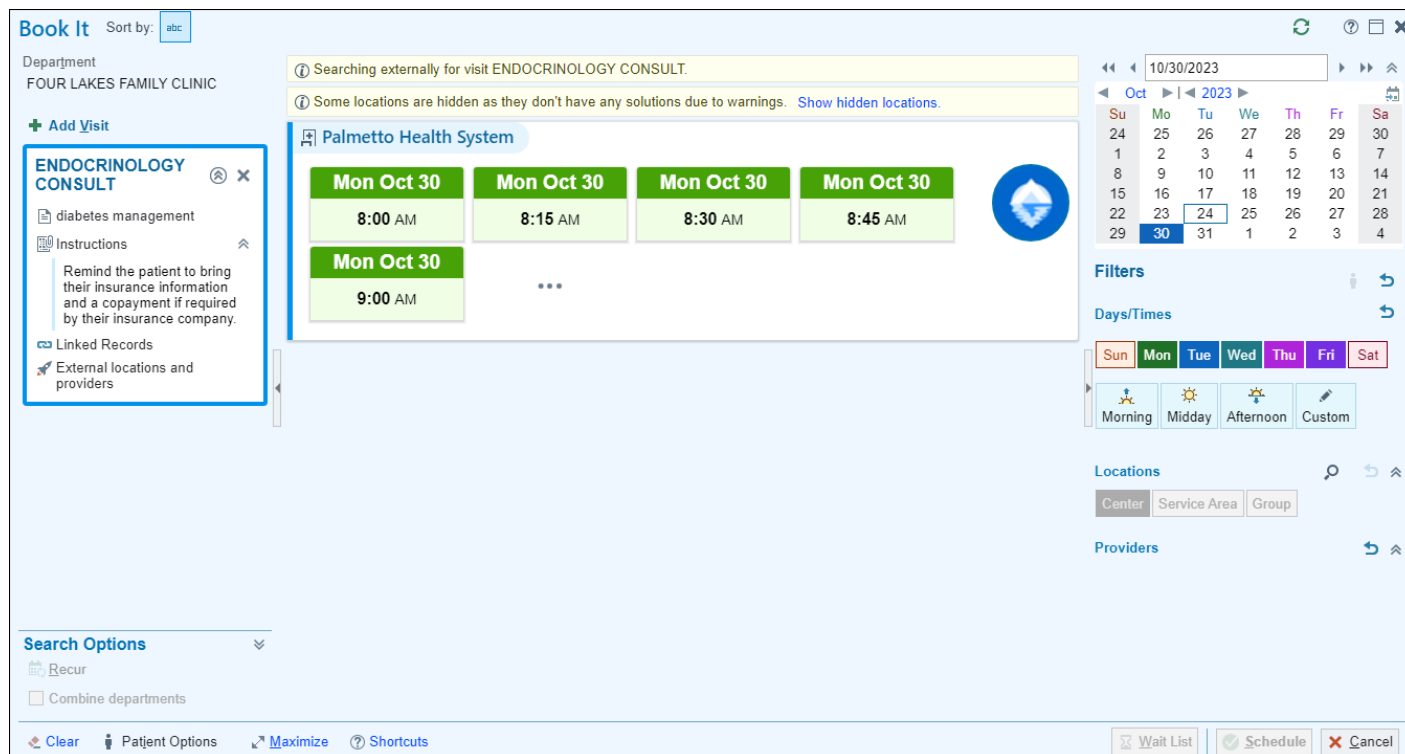 Book It Sort by: abc
Department
FOUR LAKES FAMILY CLINIC
Add Visit
ENDOCRINOLOGY
CONSULT
diabetes management
Instructions
Remind the patient to bring
their insurance information
and a copayment if required
by their insurance company.
Linked Records
External locations and
providers
Search Options
Recur
Combine departments
Searching externally for visit ENDOCRINOLOGY CONSULT.
Some locations are hidden as they don't have any solutions due to warnings. Show hidden locations.
Palmetto Health System
Mon Oct 30 Mon Oct 30 Mon Oct 30 Mon Oct 30
8:00 AM 8:15 AM 8:30 AM 8:45 AM
Mon Oct 30
9:00 AM
...
10/30/2023
Oct 2023
Su Mo Tu We Th Fr Sa
24 25 26 27 28 29 30
1 2 3 4 5 6 7
8 9 10 11 12 13 14
15 16 17 18 19 20 21
22 23 24 25 26 27 28
29 30 31 1 2 3 4
Filters
Days/Times
Sun Mon Tue Wed Thu Fri Sat
Morning Midday Afternoon Custom
Locations
Center Service Area Group
Providers
Clear Patient Options Maximize Shortcuts Wait List Schedule Cancel